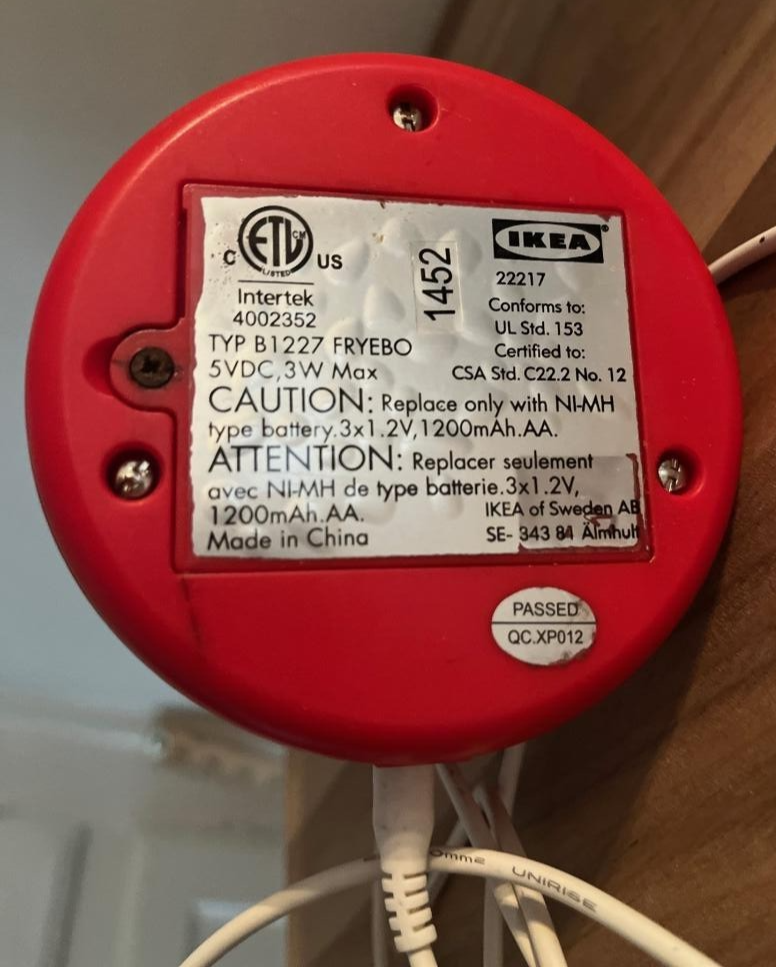 ETL CM
LISTED
C US
Intertek
4002352
1452
IKEA®
22217
Conforms to:
UL Std. 153
Certified to:
CSA Std. C22.2 No. 12
TYP B1227 FRYEBO
5VDC,3W Max
CAUTION: Replace only with NI-MH
type battery.3x1.2V,1200mAh.AA.
ATTENTION: Replacer seulement
avec NI-MH de type batterie.3x1.2V,
1200mAh.AA.
Made in China
IKEA of Sweden AB
SE- 343 81 Älmhult
PASSED
QC.XP012
UNIRISE